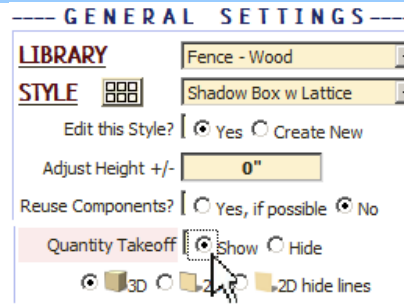 GENERAL SETTINGS
LIBRARY Fence - Wood
STYLE Shadow Box w Lattice
Edit this Style? Yes Create New
Adjust Height +/- 0"
Reuse Components? Yes, if possible No
Quantity Takeoff Show Hide
3D 2D hide lines